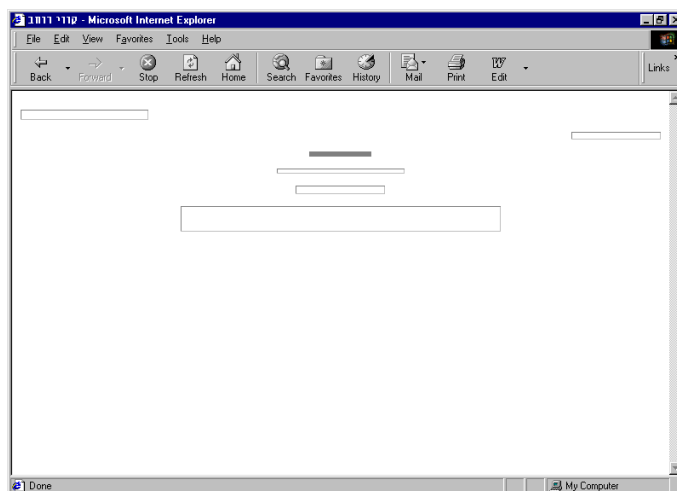 קווי רוחב - Microsoft Internet Explorer
File Edit View Favorites Tools Help
Back Forward Stop Refresh Home Search Favorites History Mail Print Edit Links
Done My Computer